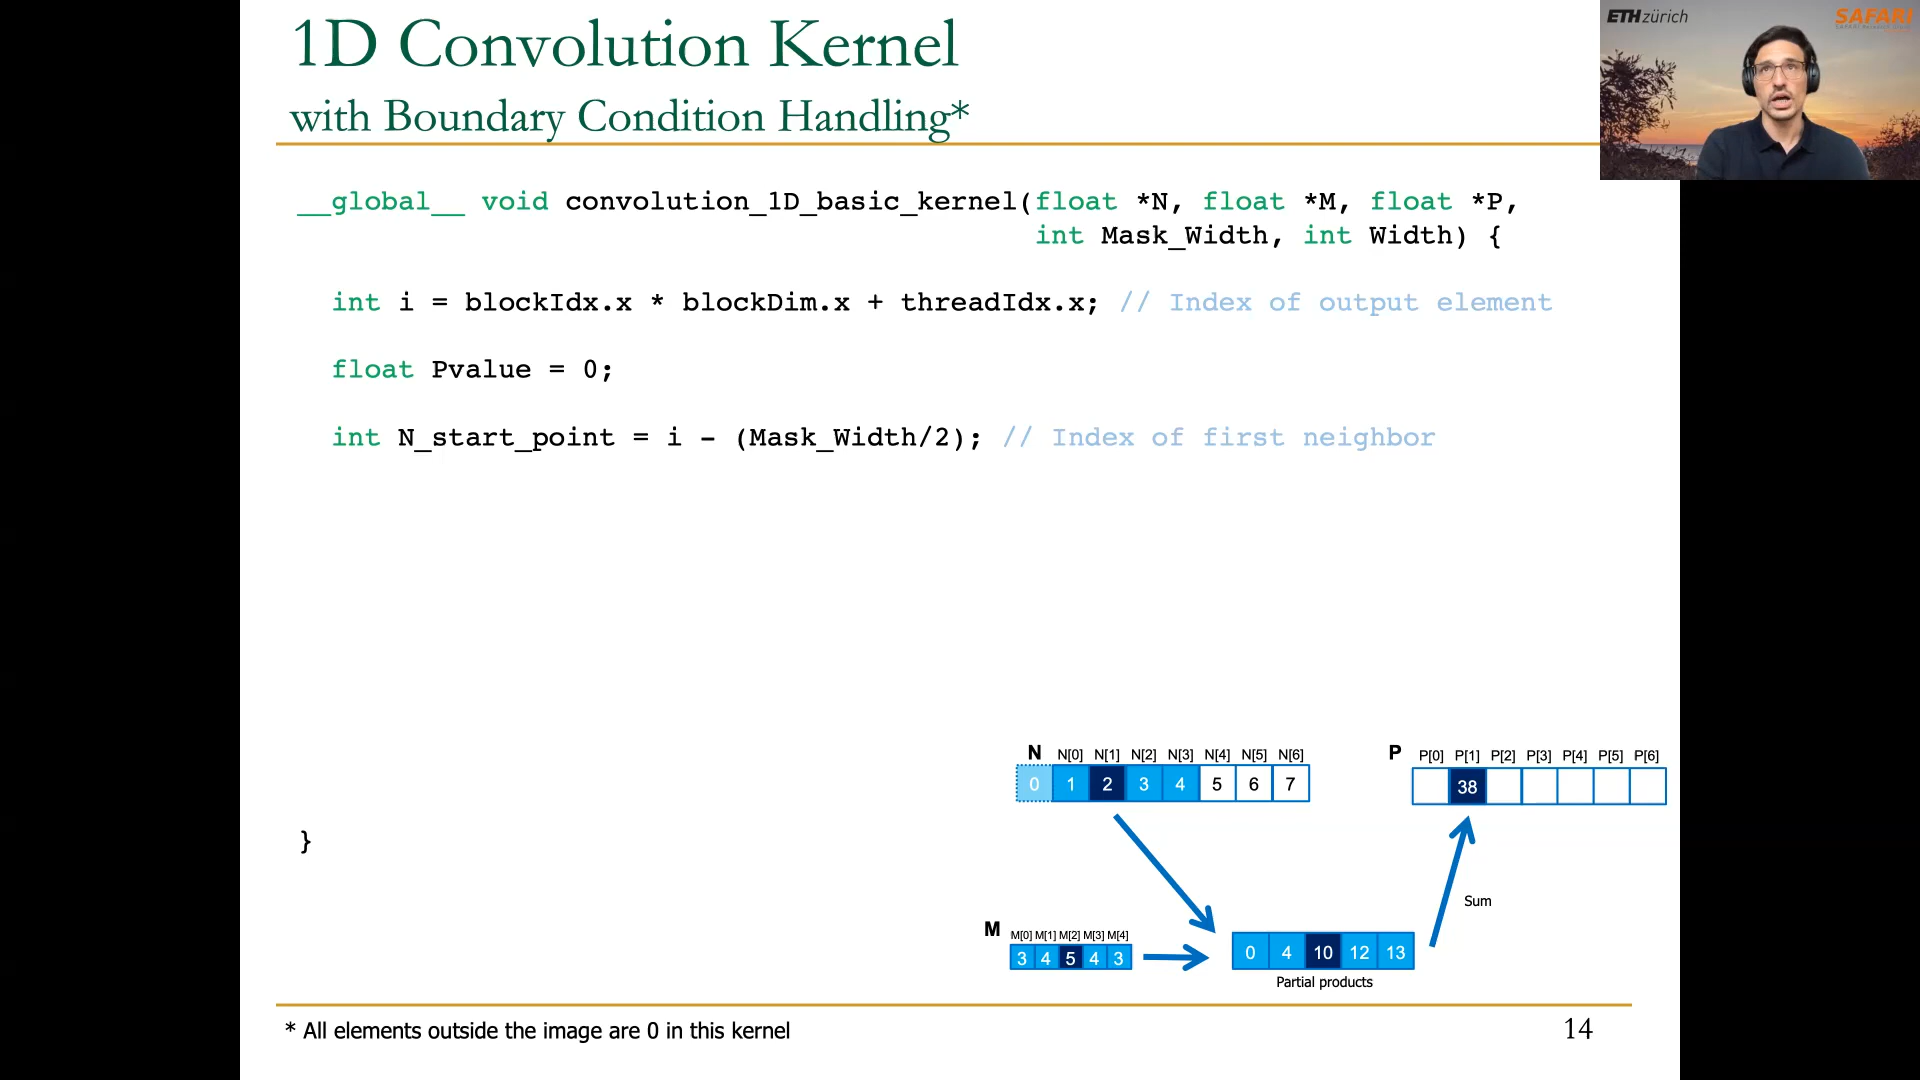 1D Convolution Kernel
with Boundary Condition Handling*
ETH zürich
SAFARI
__global__ void convolution_1D_basic_kernel(float *N, float *M, float *P,
int Mask_Width, int Width) {
int i = blockIdx.x * blockDim.x + threadIdx.x; // Index of output element
float Pvalue = 0;
int N_start_point = i - (Mask_Width/2); // Index of first neighbor
}
N N[0] N[1] N[2] N[3] N[4] N[5] N[6]
0 1 2 3 4 5 6 7
P P[0] P[1] P[2] P[3] P[4] P[5] P[6]
38
Sum
M M[0] M[1] M[2] M[3] M[4]
3 4 5 4 3
0 4 10 12 13
Partial products
* All elements outside the image are 0 in this kernel
14